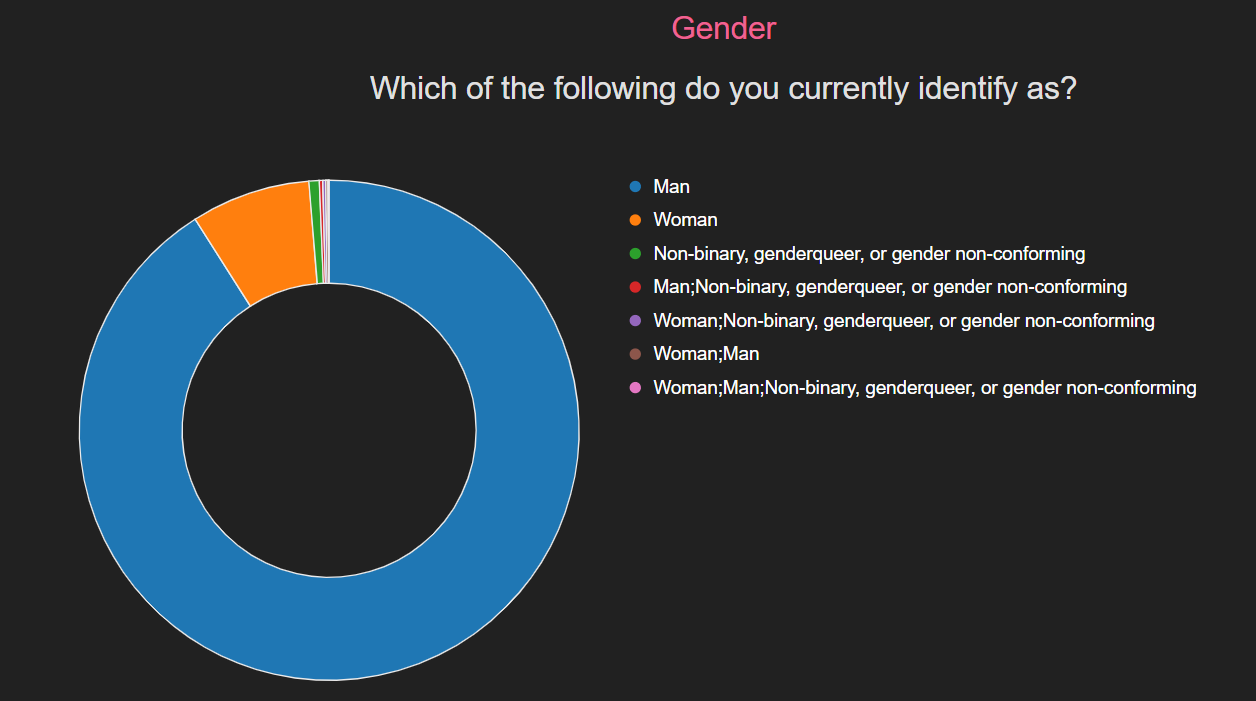 Gender
Which of the following do you currently identify as?
Man
Woman
Non-binary, genderqueer, or gender non-conforming
Man;Non-binary, genderqueer, or gender non-conforming
Woman;Non-binary, genderqueer, or gender non-conforming
Woman;Man
Woman;Man;Non-binary, genderqueer, or gender non-conforming